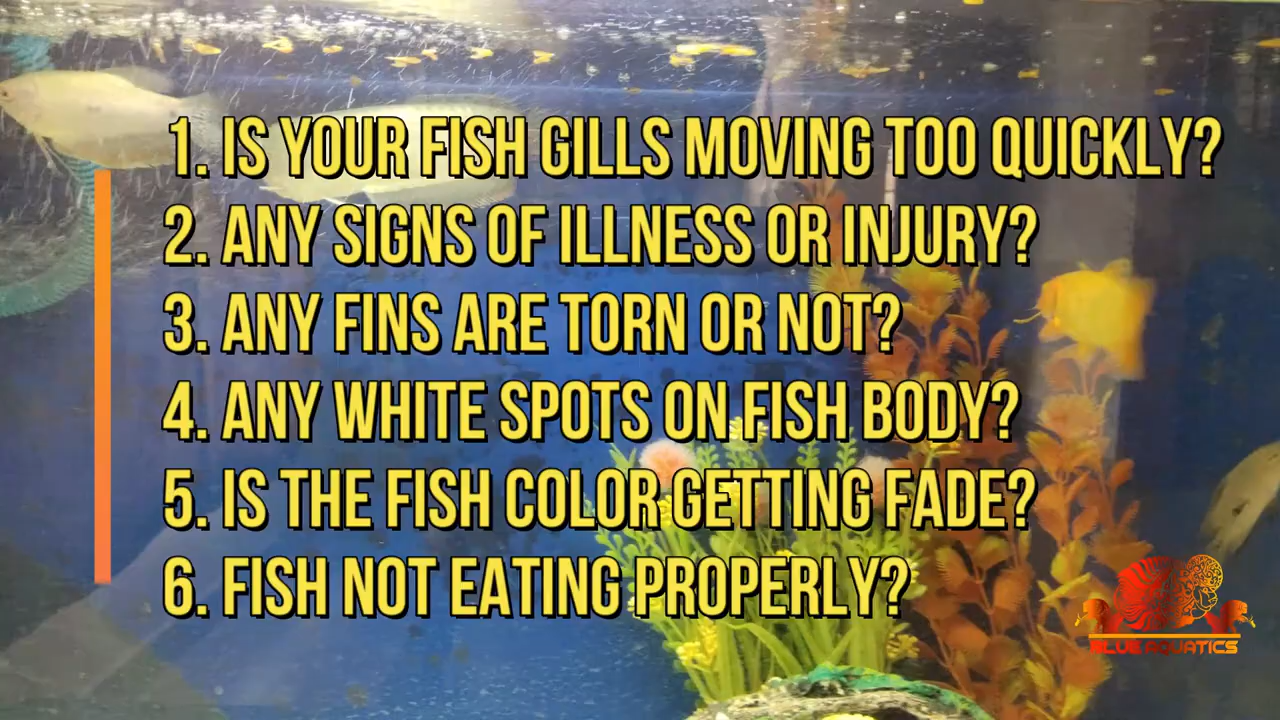 1. IS YOUR FISH GILLS MOVING TOO QUICKLY?
2. ANY SIGNS OF ILLNESS OR INJURY?
3. ANY FINS ARE TORN OR NOT?
4. ANY WHITE SPOTS ON FISH BODY?
5. IS THE FISH COLOR GETTING FADE?
6. FISH NOT EATING PROPERLY?
BLUE AQUATICS